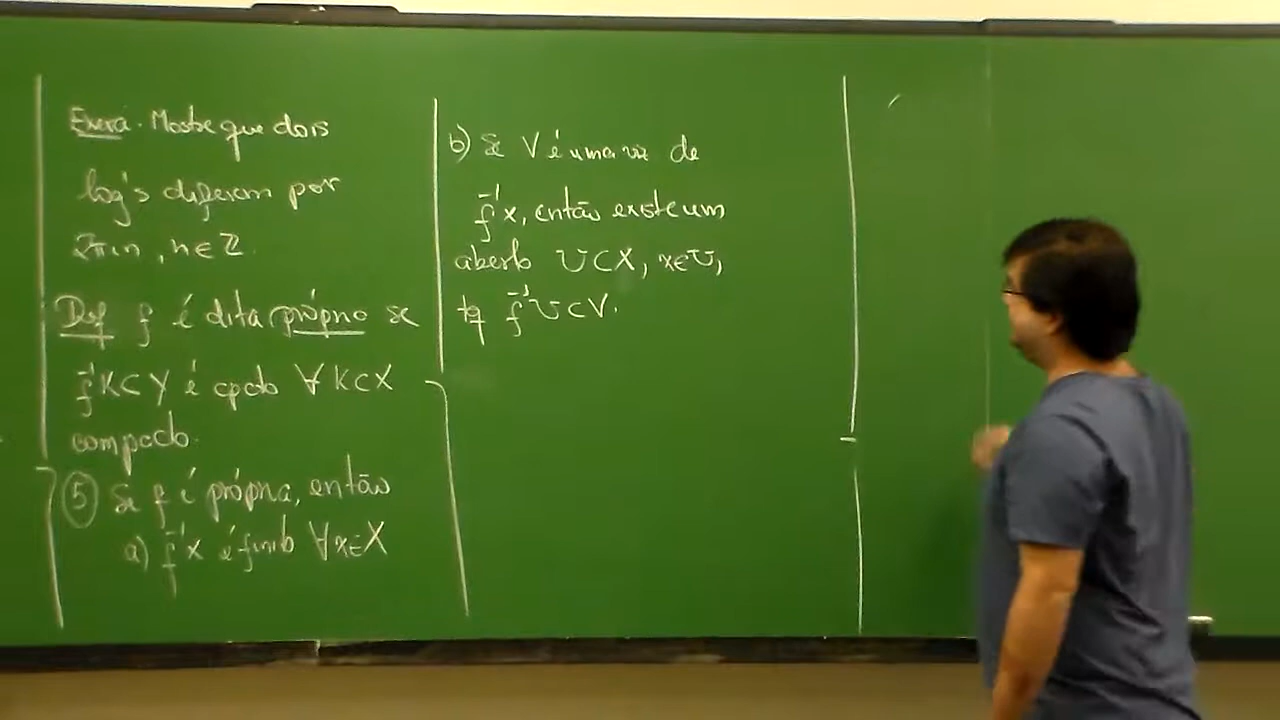 Exercí. Mostre que dois
log's diferem por
2πin, n∈ℤ.
Def f é dita própria se
f⁻¹K⊂Y é cpcto ∀K⊂X
compacto.
⑤ Se f é própria, então
a) f⁻¹x é finito ∀x∈X
b) Se V é uma viz de
f⁻¹x, então existe um
aberto U⊂X, x∈U,
tq f⁻¹U⊂V.